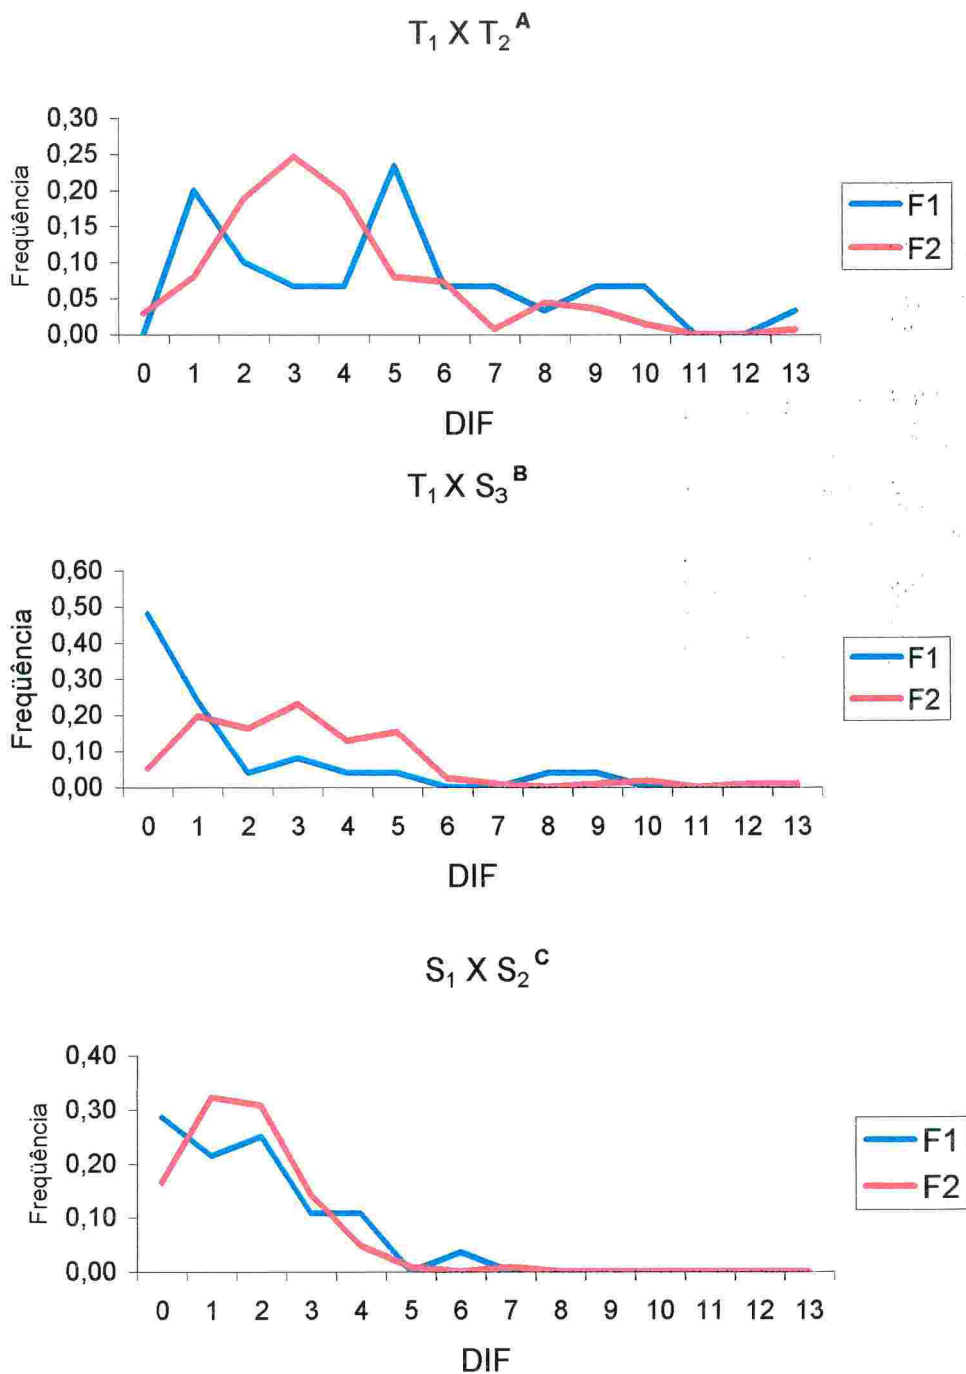 T₁ X T₂ ᴬ
0,30
0,25
0,20
0,15
0,10
0,05
0,00
Freqüência
0 1 2 3 4 5 6 7 8 9 10 11 12 13
DIF
F1
F2
T₁ X S₃ ᴮ
0,60
0,50
0,40
0,30
0,20
0,10
0,00
Freqüência
0 1 2 3 4 5 6 7 8 9 10 11 12 13
DIF
F1
F2
S₁ X S₂ ᶜ
0,40
0,30
0,20
0,10
0,00
Freqüência
0 1 2 3 4 5 6 7 8 9 10 11 12 13
DIF
F1
F2